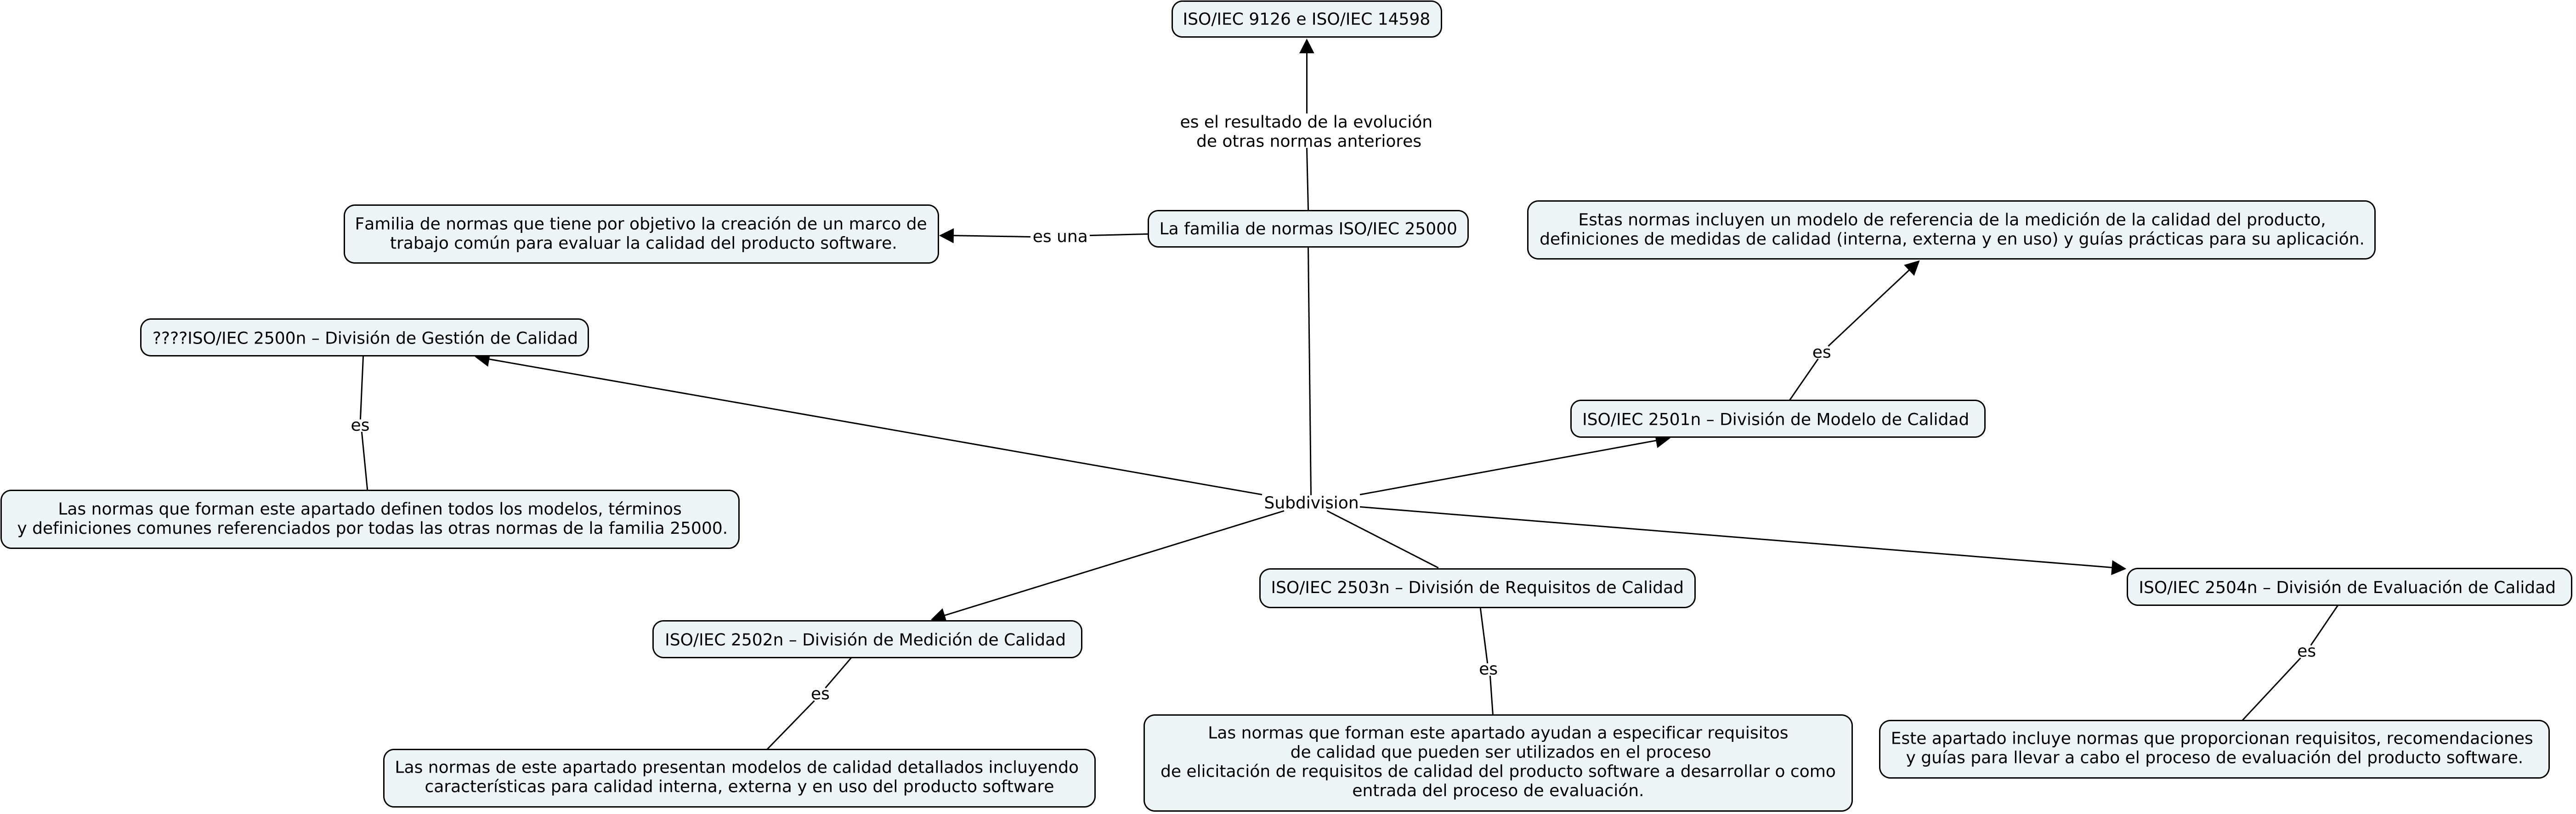 ISO/IEC 9126 e ISO/IEC 14598
es el resultado de la evolución
de otras normas anteriores
Familia de normas que tiene por objetivo la creación de un marco de
trabajo común para evaluar la calidad del producto software.
es una
La familia de normas ISO/IEC 25000
Estas normas incluyen un modelo de referencia de la medición de la calidad del producto,
definiciones de medidas de calidad (interna, externa y en uso) y guías prácticas para su aplicación.
????ISO/IEC 2500n – División de Gestión de Calidad
es
ISO/IEC 2501n – División de Modelo de Calidad
es
Las normas que forman este apartado definen todos los modelos, términos
y definiciones comunes referenciados por todas las otras normas de la familia 25000.
Subdivision
ISO/IEC 2502n – División de Medición de Calidad
ISO/IEC 2503n – División de Requisitos de Calidad
ISO/IEC 2504n – División de Evaluación de Calidad
es
es
es
Las normas de este apartado presentan modelos de calidad detallados incluyendo
características para calidad interna, externa y en uso del producto software
Las normas que forman este apartado ayudan a especificar requisitos
de calidad que pueden ser utilizados en el proceso
de elicitación de requisitos de calidad del producto software a desarrollar o como
entrada del proceso de evaluación.
Este apartado incluye normas que proporcionan requisitos, recomendaciones
y guías para llevar a cabo el proceso de evaluación del producto software.